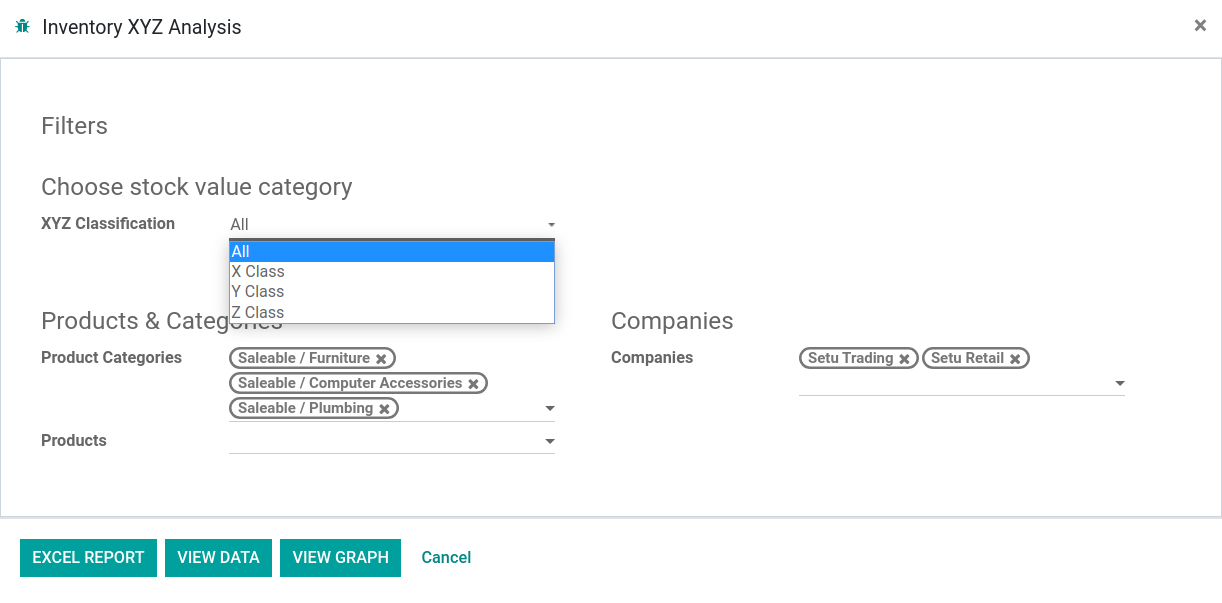 Inventory XYZ Analysis
Filters
Choose stock value category
XYZ Classification All
All
X Class
Y Class
Z Class
Products & Categories
Product Categories Saleable / Furniture
Saleable / Computer Accessories
Saleable / Plumbing
Products
Companies
Companies Setu Trading Setu Retail
EXCEL REPORT VIEW DATA VIEW GRAPH Cancel